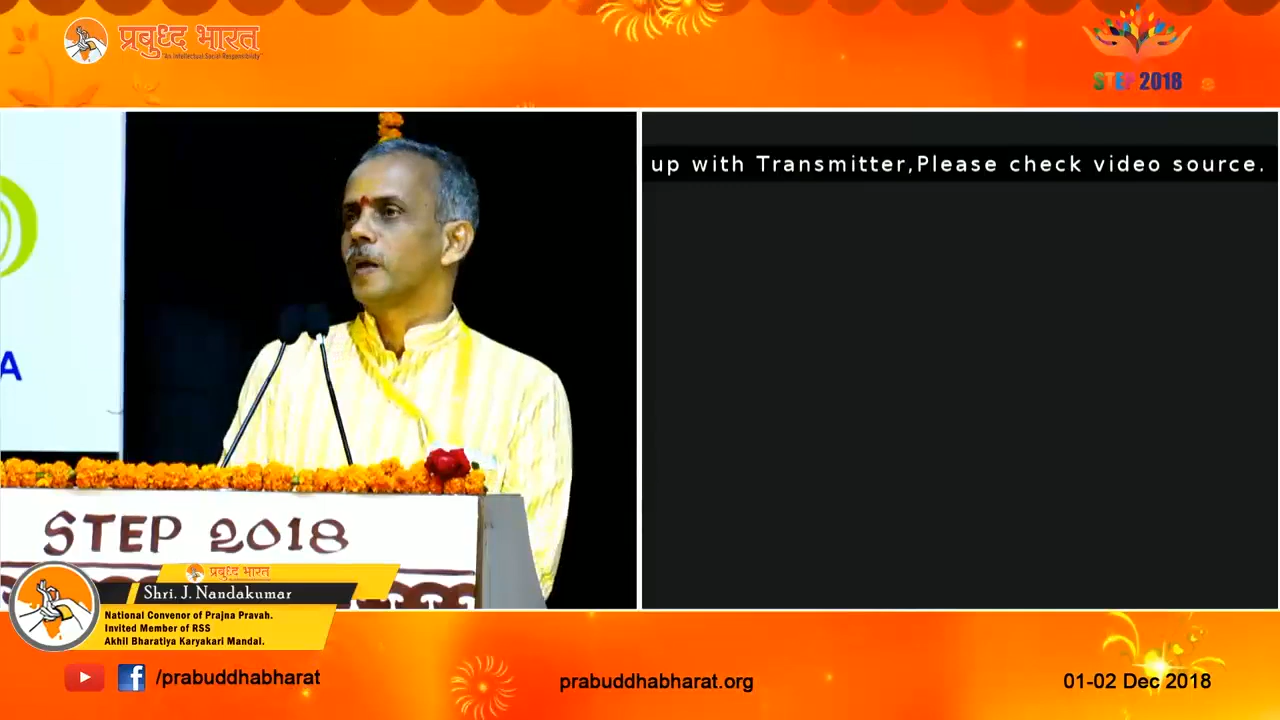 प्रबुध्द भारत
"An Intellectual Social Responsibility"
STEP 2018
up with Transmitter,Please check video source.
A
STEP 2018
प्रबुध्द भारत
Shri. J. Nandakumar
National Convenor of Prajna Pravah.
Invited Member of RSS
Akhil Bharatiya Karyakari Mandal.
/prabuddhabharat
prabuddhabharat.org
01-02 Dec 2018